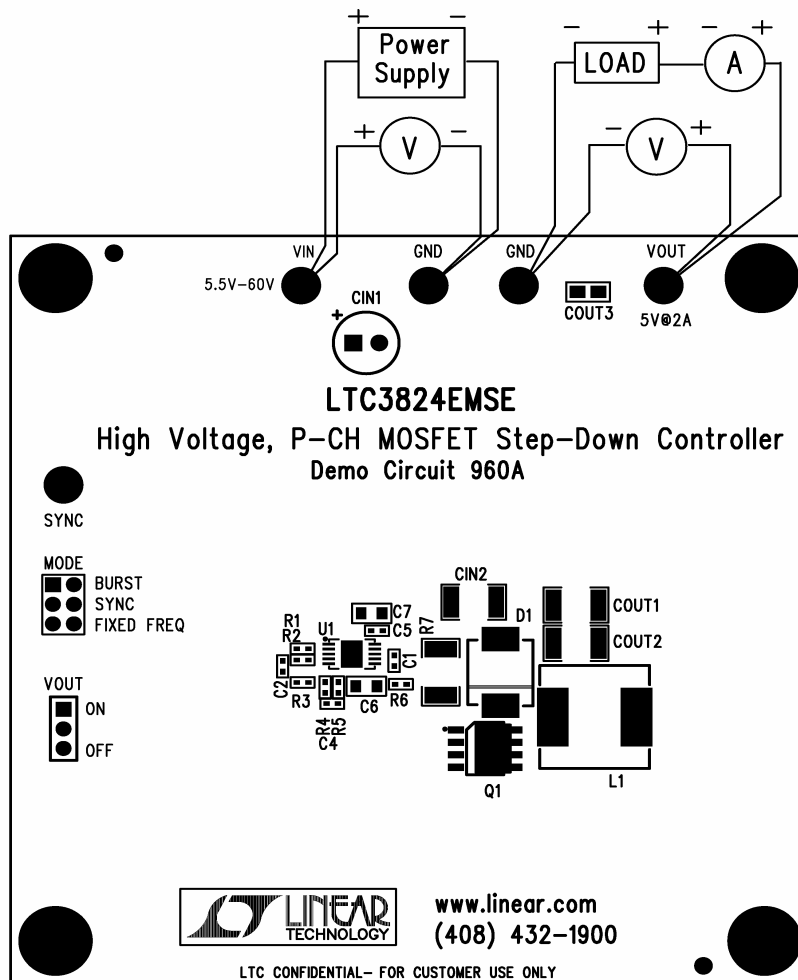 + -
Power
Supply
- + - +
LOAD A
+ V -
- V +
VIN GND GND VOUT
5.5V-60V
CIN1
+
COUT3
5V@2A
LTC3824EMSE
High Voltage, P-CH MOSFET Step-Down Controller
Demo Circuit 960A
SYNC
MODE
BURST
SYNC
FIXED FREQ
VOUT
ON
OFF
CIN2
C7
R1
R2
U1
C5
R7
D1
COUT1
COUT2
C2
C1
R3
C6
R6
R4
R5
C4
Q1
L1
LINEAR
TECHNOLOGY
www.linear.com
(408) 432-1900
LTC CONFIDENTIAL- FOR CUSTOMER USE ONLY